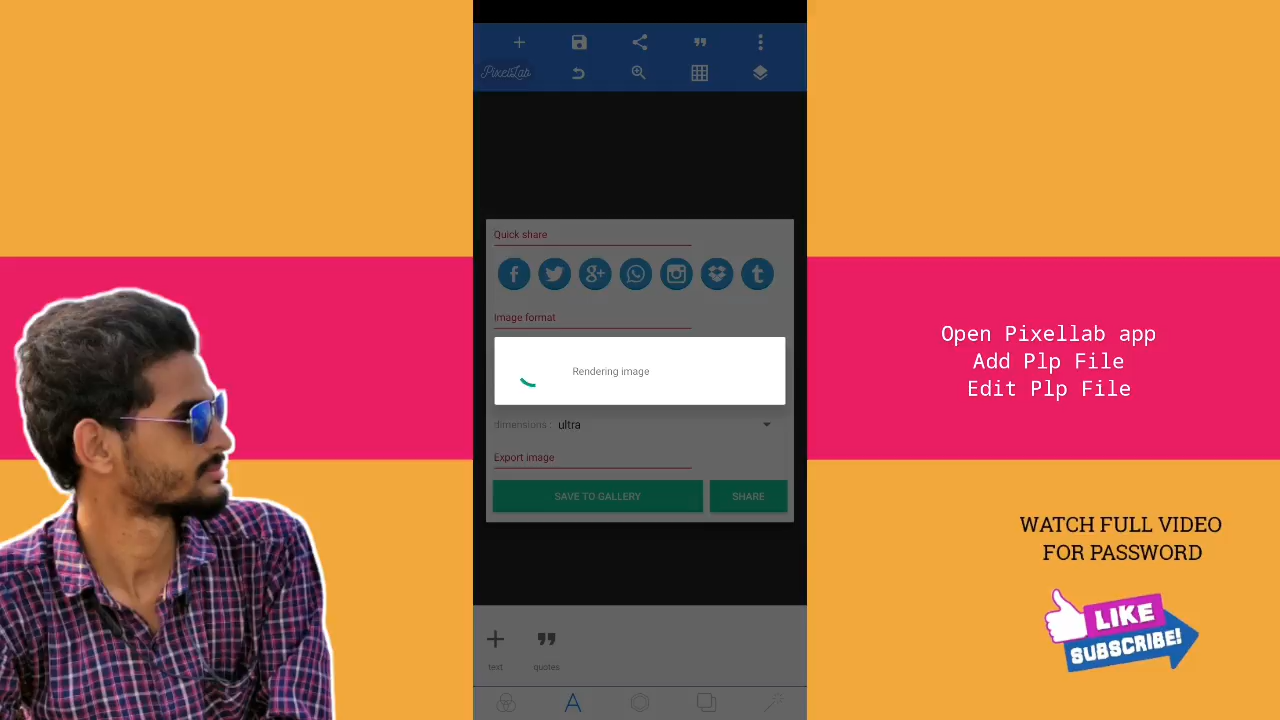 PixelLab
Quick share
Image format
Rendering image
dimensions : ultra
Export image
SAVE TO GALLERY
SHARE
text
quotes
Open Pixellab app
Add Plp File
Edit Plp File
WATCH FULL VIDEO
FOR PASSWORD
LIKE
SUBSCRIBE!